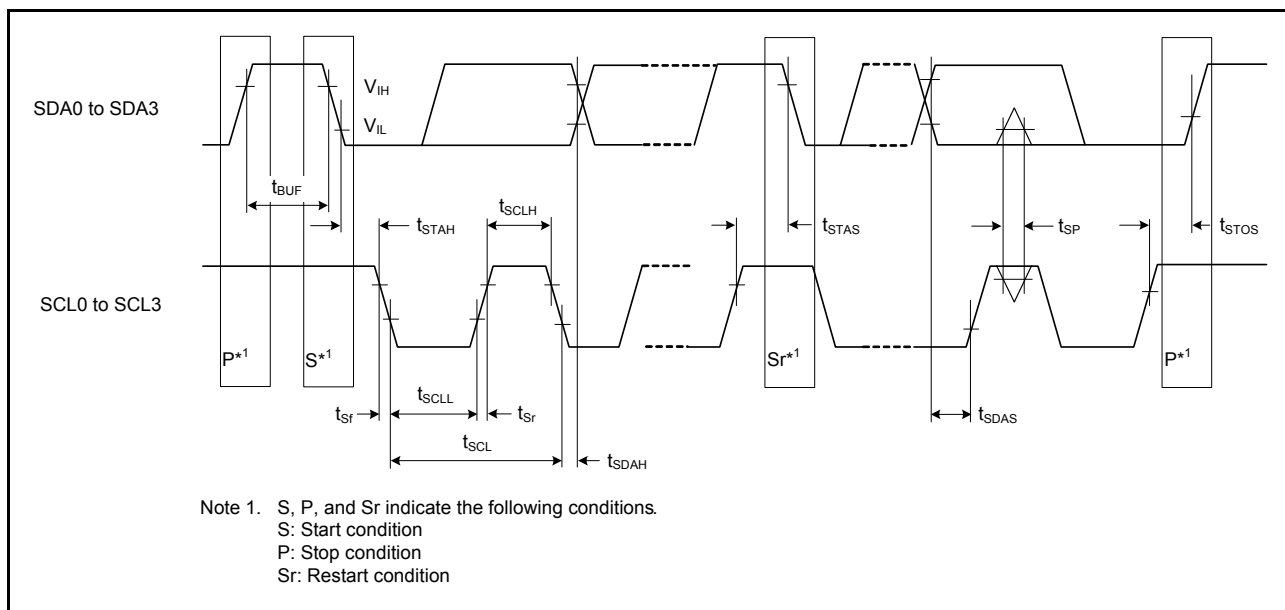 SDA0 to SDA3
VIH
VIL
tBUF
tSTAH
tSCLH
tSTAS
tSP
tSTOS
SCL0 to SCL3
P*1
S*1
Sr*1
P*1
tSf
tSCLL
tSr
tSCL
tSDAH
tSDAS
Note 1. S, P, and Sr indicate the following conditions.
S: Start condition
P: Stop condition
Sr: Restart condition